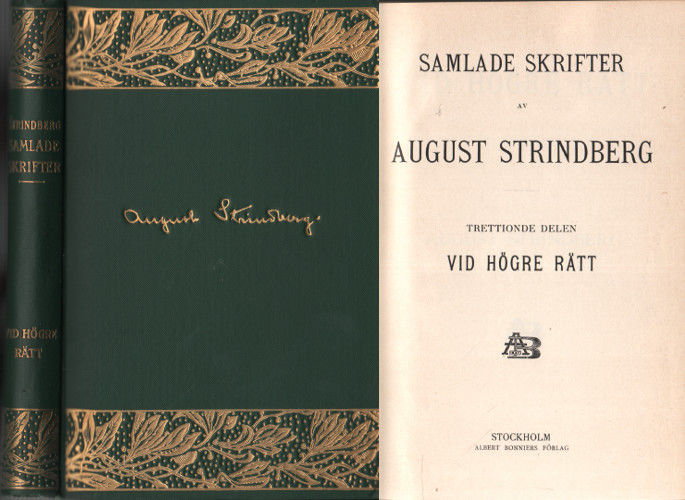 STRINDBERG
SAMLADE
SKRIFTER
VID HÖGRE
RÄTT
August Strindberg.
SAMLADE SKRIFTER
AV
AUGUST STRINDBERG
TRETTIONDE DELEN
VID HÖGRE RÄTT
AB
STOCKHOLM
ALBERT BONNIERS FÖRLAG